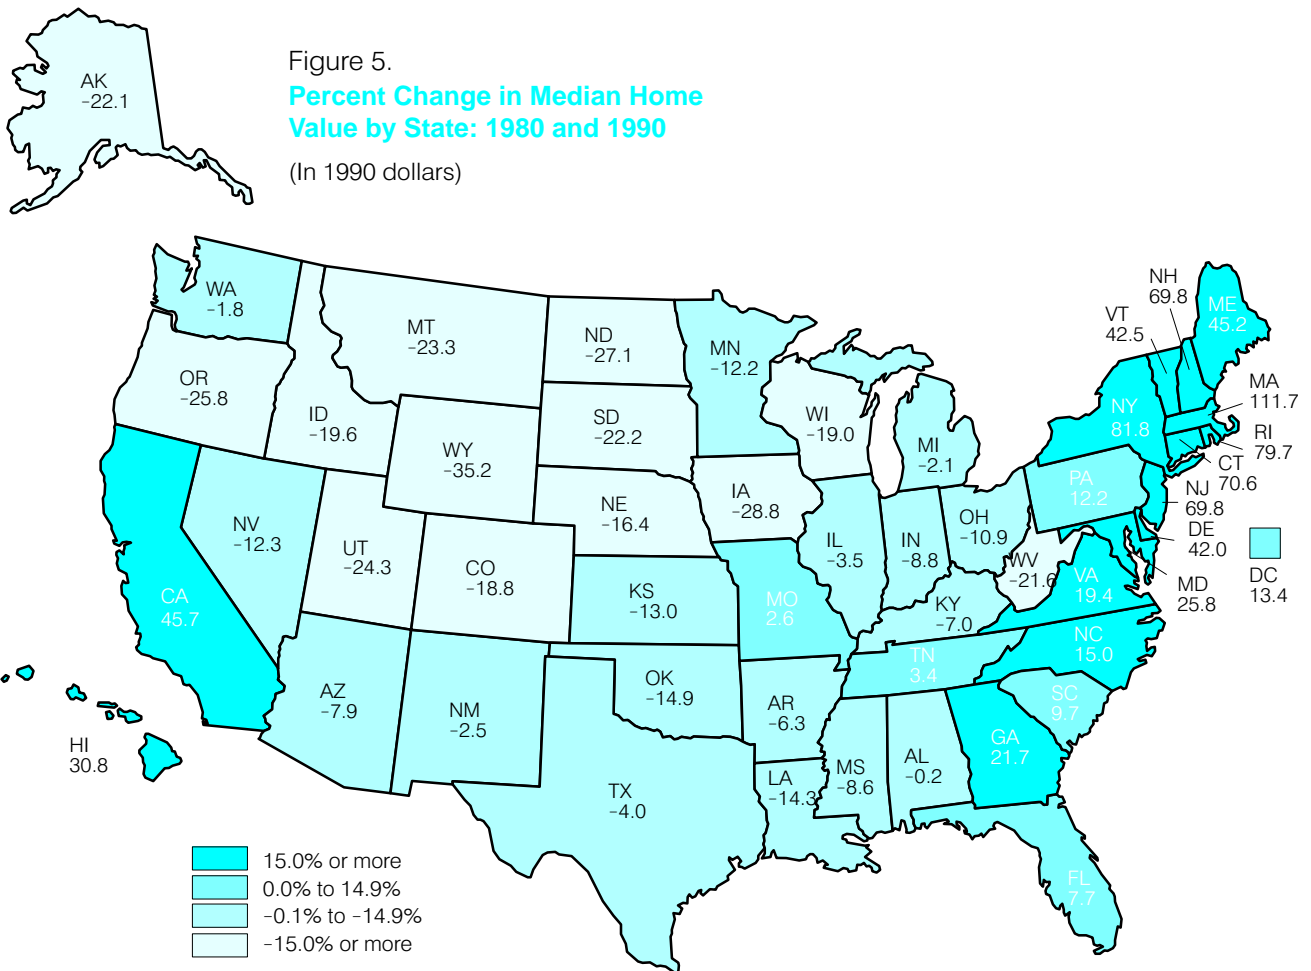 AK
-22.1
Figure 5.
Percent Change in Median Home
Value by State: 1980 and 1990
(In 1990 dollars)
WA
-1.8
MT
-23.3
ND
-27.1
MN
-12.2
NH
69.8
ME
45.2
VT
42.5
OR
-25.8
ID
-19.6
WY
-35.2
SD
-22.2
WI
-19.0
MI
-2.1
NY
81.8
MA
111.7
RI
79.7
CT
70.6
NJ
69.8
DE
42.0
MD
25.8
DC
13.4
PA
12.2
NE
-16.4
IA
-28.8
NV
-12.3
UT
-24.3
CO
-18.8
IL
-3.5
IN
-8.8
OH
-10.9
WV
-21.6
VA
19.4
CA
45.7
KS
-13.0
MO
2.6
KY
-7.0
NC
15.0
TN
3.4
SC
9.7
AZ
-7.9
NM
-2.5
OK
-14.9
AR
-6.3
GA
21.7
HI
30.8
TX
-4.0
LA
-14.3
MS
-8.6
AL
-0.2
FL
7.7
15.0% or more
0.0% to 14.9%
-0.1% to -14.9%
-15.0% or more